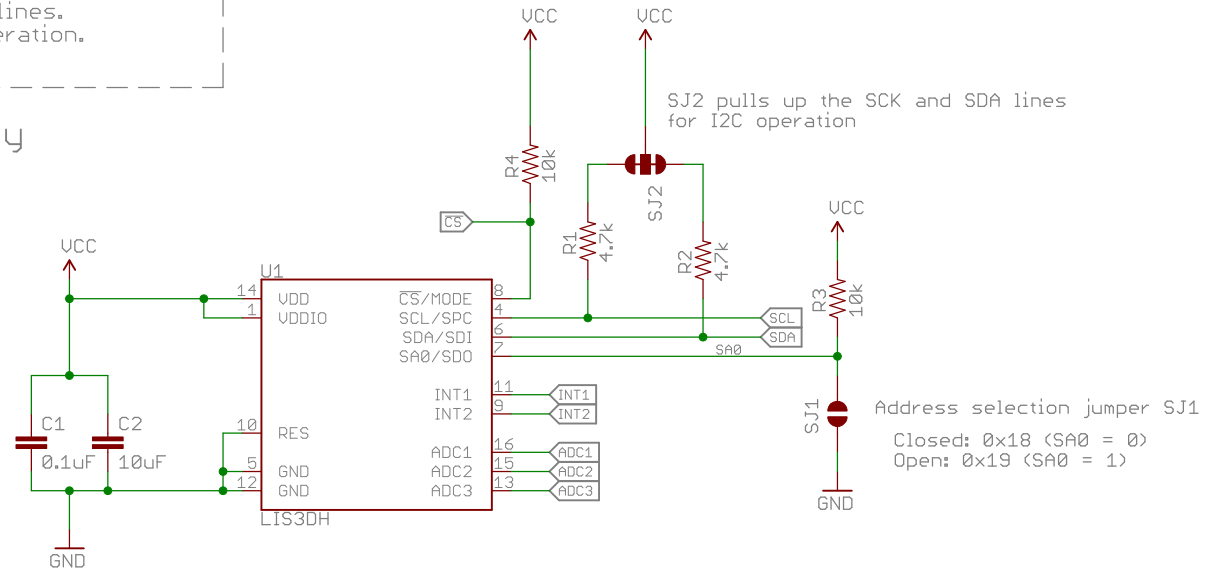 lines.
eration.
y
VCC
VCC
SJ2 pulls up the SCK and SDA lines
for I2C operation
R4
10k
SJ2
CS
R1
4.7k
R2
4.7k
VCC
R3
10k
VCC
U1
14 VDD
1 VDDIO
10 RES
5 GND
12 GND
CS/MODE 8
SCL/SPC 4
SDA/SDI 6
SA0/SDO 7
INT1 11
INT2 9
ADC1 16
ADC2 15
ADC3 13
LIS3DH
SCL
SDA
SA0
INT1
INT2
ADC1
ADC2
ADC3
C1
0.1uF
C2
10uF
GND
SJ1
Address selection jumper SJ1
Closed: 0x18 (SA0 = 0)
Open: 0x19 (SA0 = 1)
GND